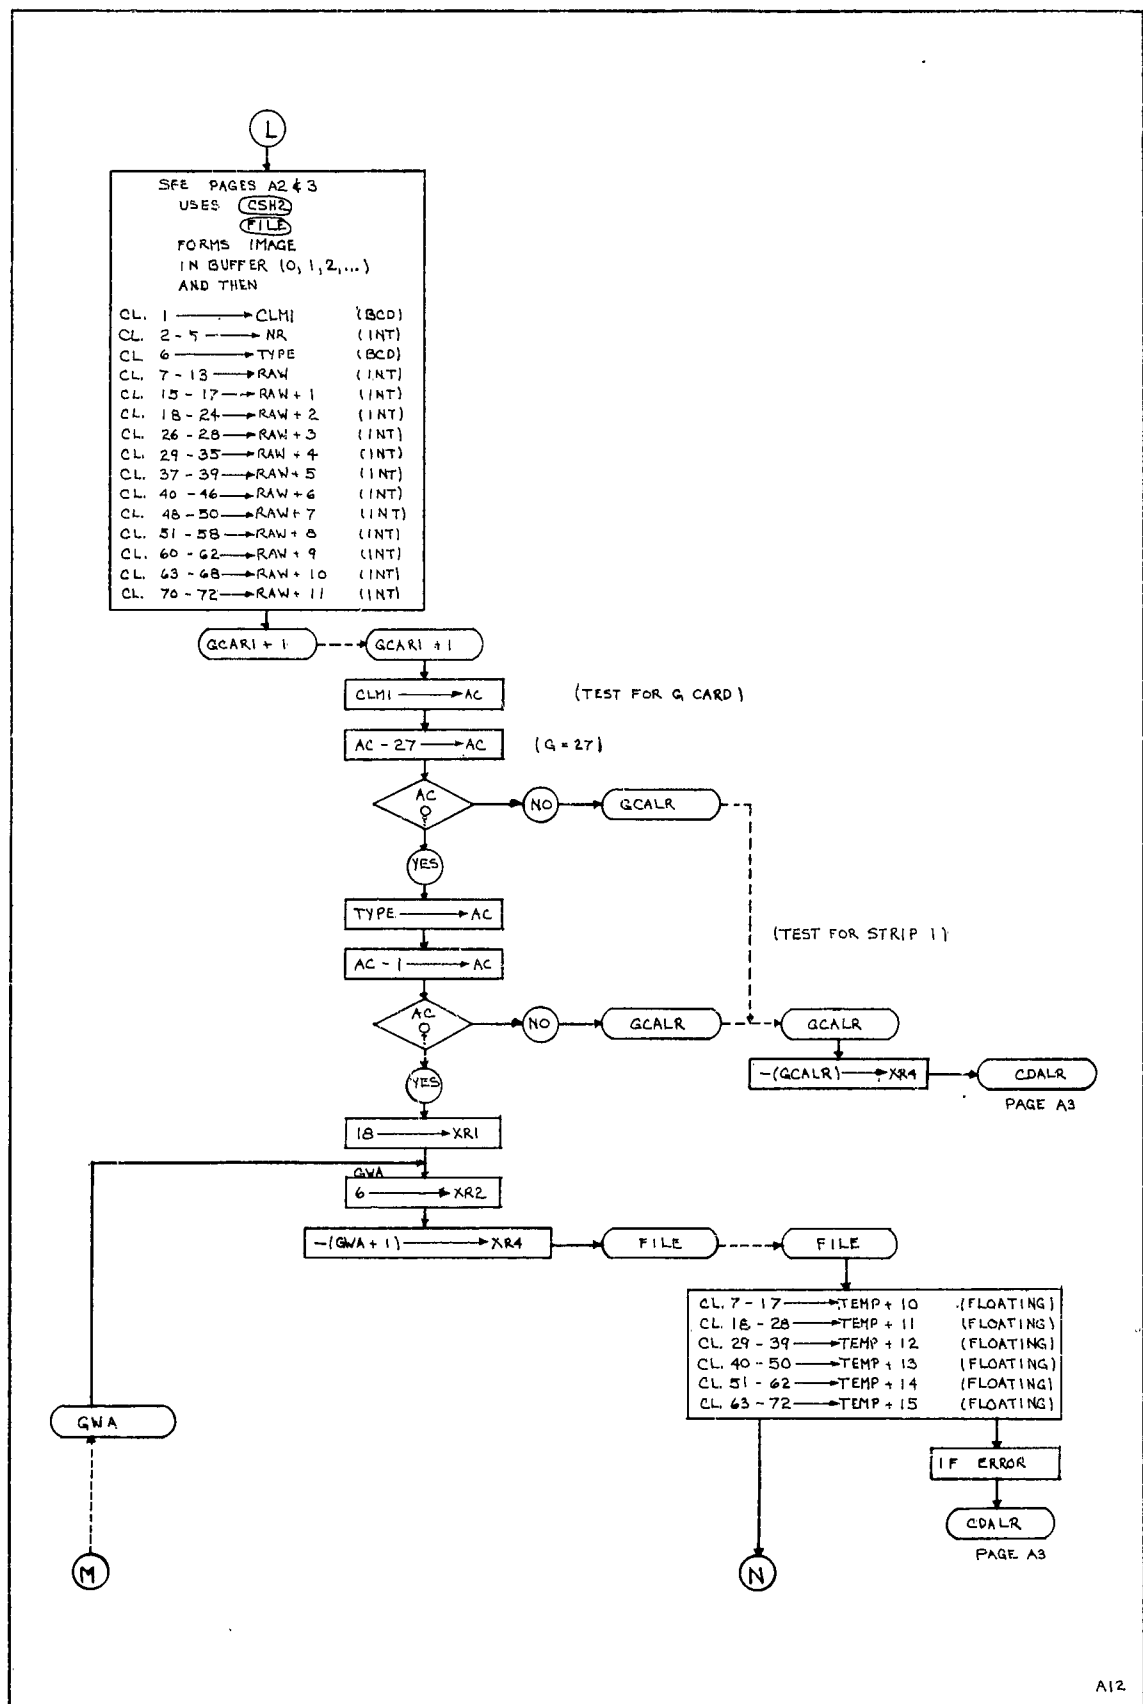 L
SEE PAGES A2 & 3
USES CSH2
FILE
FORMS IMAGE
IN BUFFER (0, 1, 2, ...)
AND THEN
CL. 1 → CLM1 (BCD)
CL. 2 - 5 → NR (INT)
CL 6 → TYPE (BCD)
CL. 7 - 13 → RAW (INT)
CL. 15 - 17 → RAW + 1 (INT)
CL. 18 - 24 → RAW + 2 (INT)
CL. 26 - 28 → RAW + 3 (INT)
CL. 29 - 35 → RAW + 4 (INT)
CL. 37 - 39 → RAW + 5 (INT)
CL. 40 - 46 → RAW + 6 (INT)
CL. 48 - 50 → RAW + 7 (INT)
CL. 51 - 58 → RAW + 8 (INT)
CL. 60 - 62 → RAW + 9 (INT)
CL. 63 - 68 → RAW + 10 (INT)
CL. 70 - 72 → RAW + 11 (INT)
GCAR1 + 1 GCAR1 + 1
CLM1 → AC (TEST FOR G CARD)
AC - 27 → AC (G = 27)
AC
0
NO GCALR
YES
TYPE → AC
(TEST FOR STRIP 1)
AC - 1 → AC
AC
0
NO GCALR GCALR
YES
-(GCALR) → XR4 CDALR
PAGE A3
18 → XR1
GWA
6 → XR2
-(GWA + 1) → XR4 FILE FILE
CL. 7 - 17 → TEMP + 10 (FLOATING)
CL. 18 - 28 → TEMP + 11 (FLOATING)
CL. 29 - 39 → TEMP + 12 (FLOATING)
CL. 40 - 50 → TEMP + 13 (FLOATING)
CL. 51 - 62 → TEMP + 14 (FLOATING)
CL. 63 - 72 → TEMP + 15 (FLOATING)
GWA
IF ERROR
CDALR
PAGE A3
M
N
A12